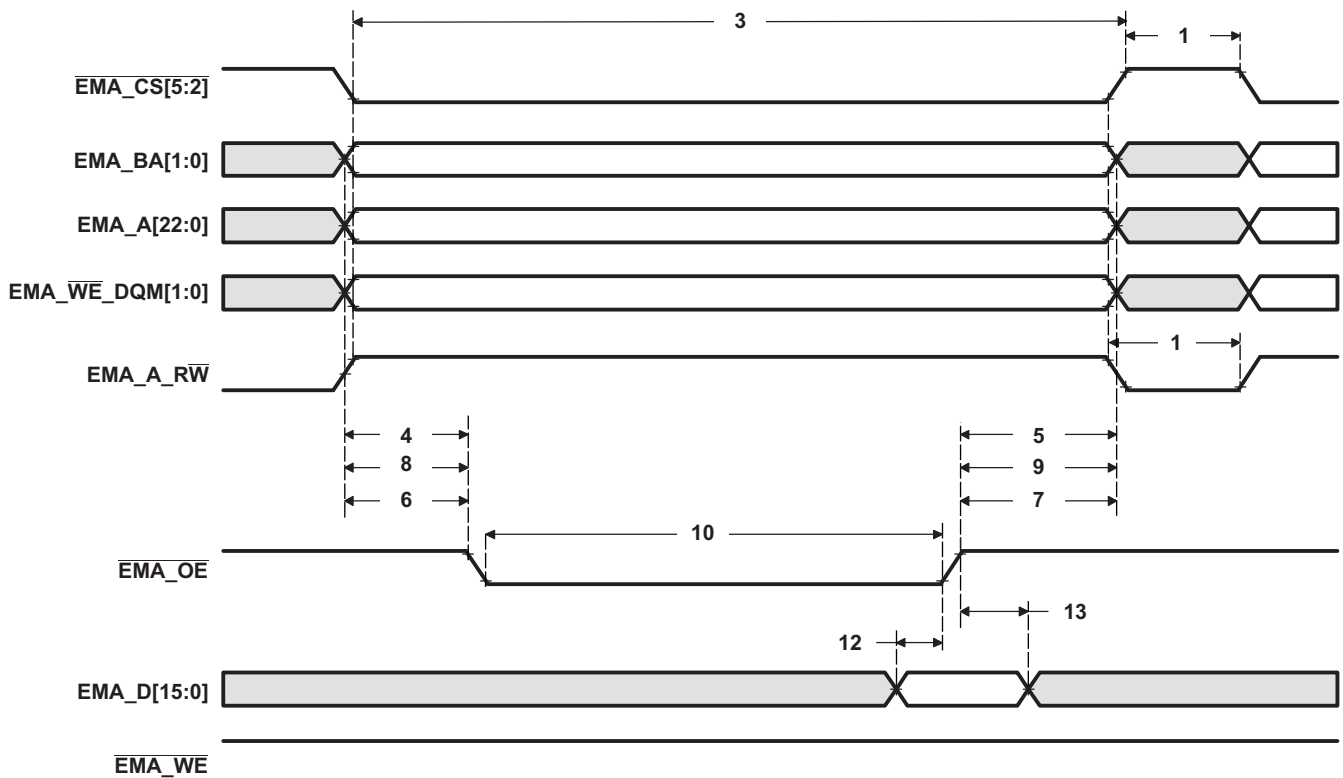 3
1
EMA_CS[5:2]
EMA_BA[1:0]
EMA_A[22:0]
EMA_WE_DQM[1:0]
1
EMA_A_RW
4
5
8
9
6
7
10
EMA_OE
13
12
EMA_D[15:0]
EMA_WE